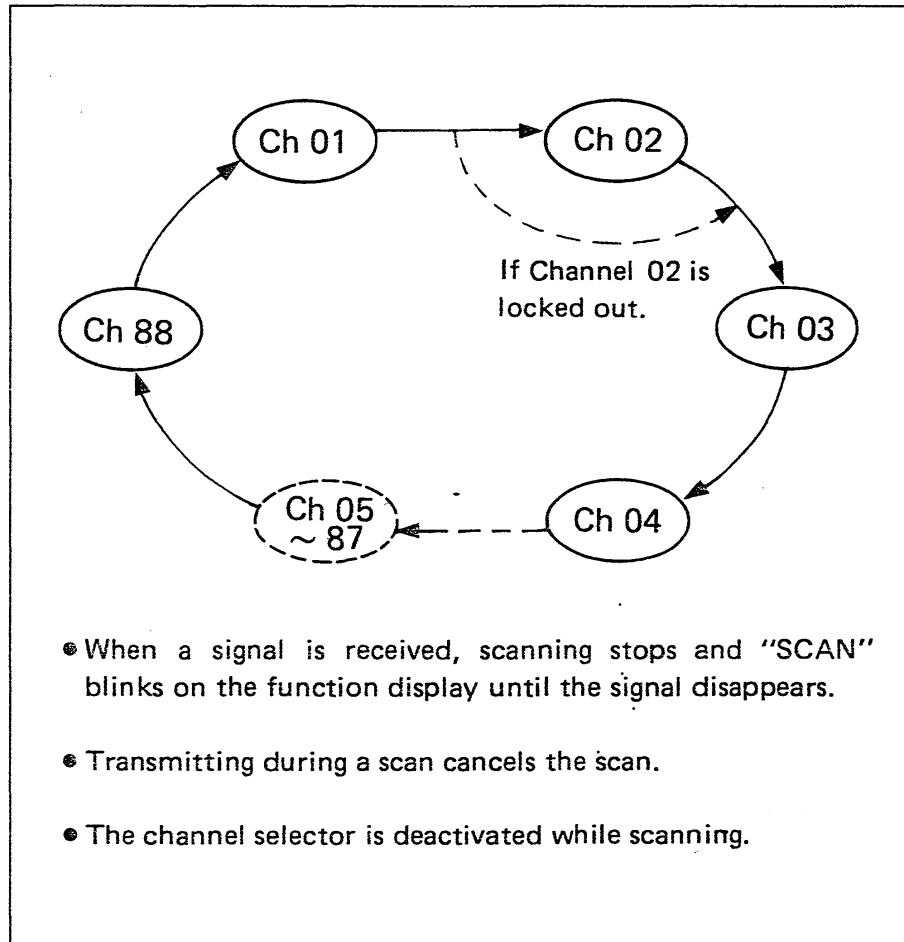 Ch 01
Ch 02
If Channel 02 is
locked out.
Ch 88
Ch 03
Ch 05
~ 87
Ch 04
• When a signal is received, scanning stops and "SCAN"
blinks on the function display until the signal disappears.
• Transmitting during a scan cancels the scan.
• The channel selector is deactivated while scanning.